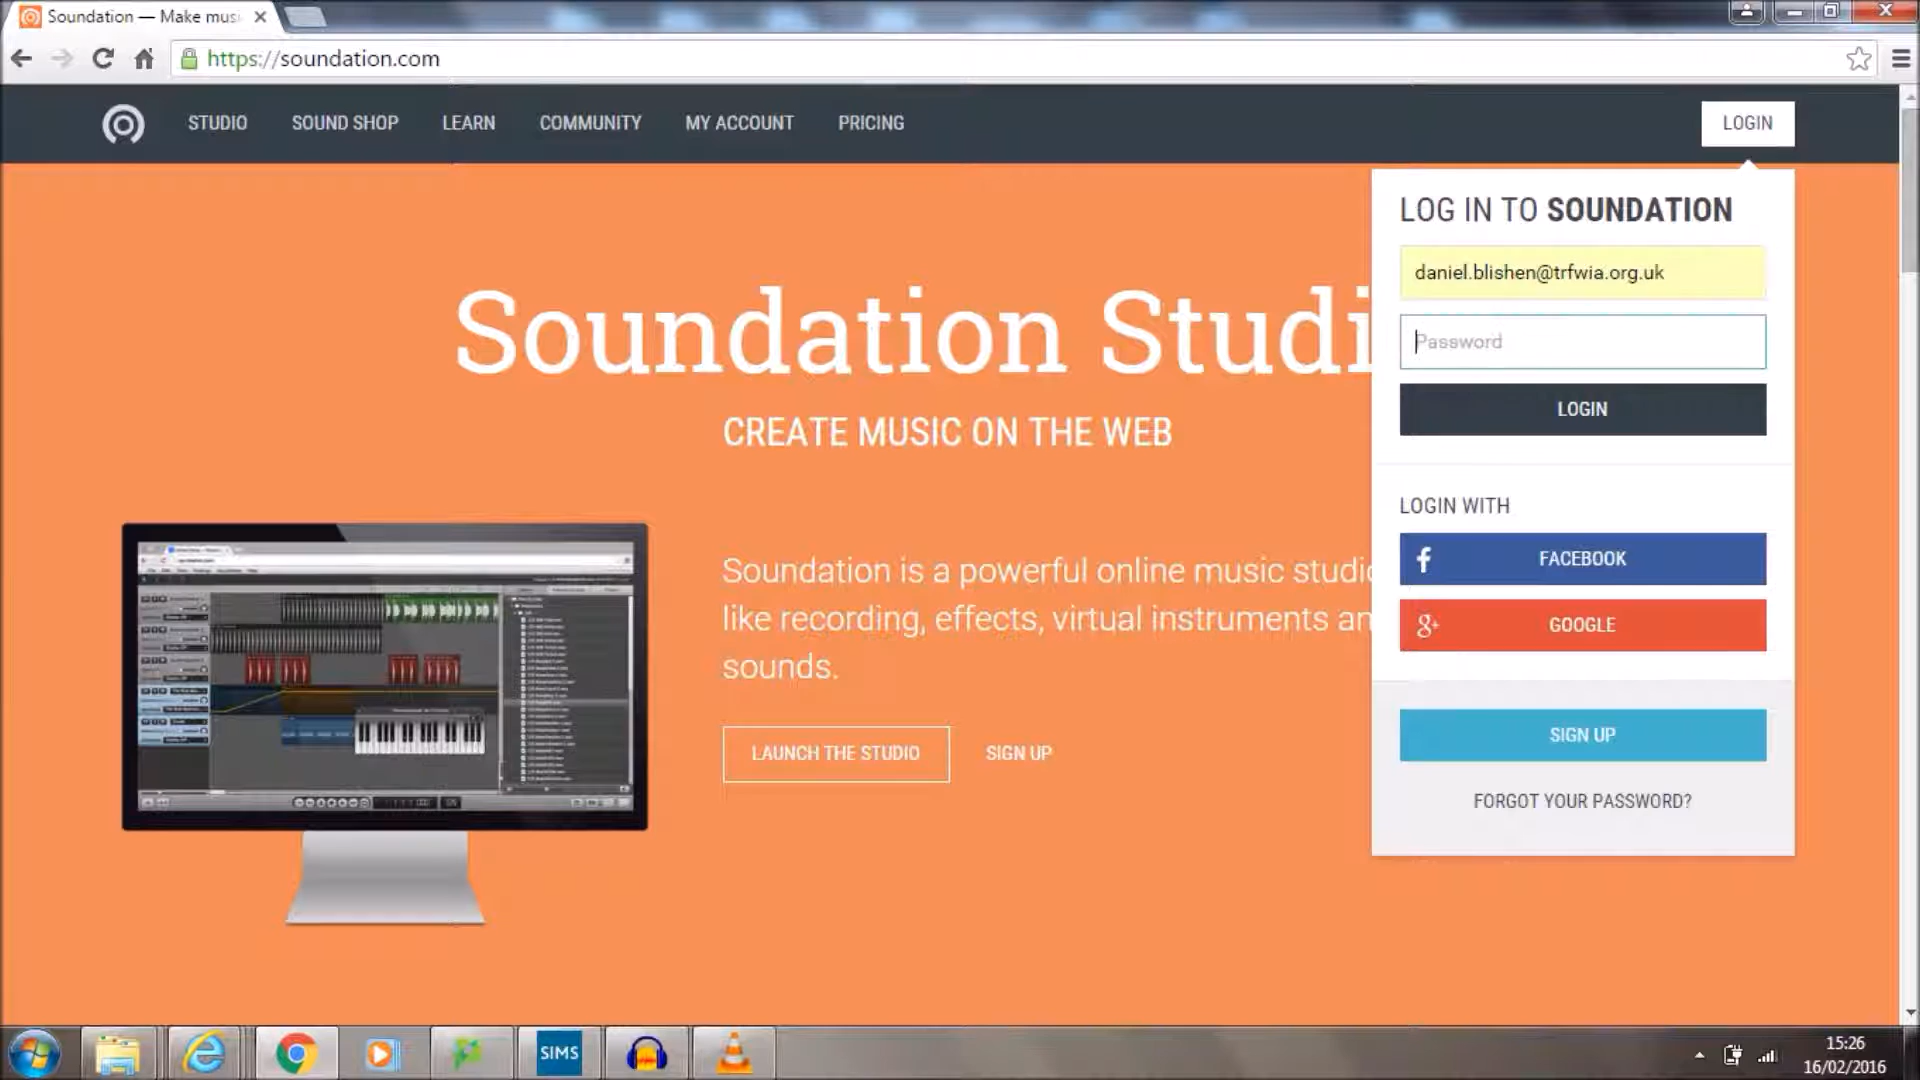 Soundation — Make musi
https://soundation.com
STUDIO SOUND SHOP LEARN COMMUNITY MY ACCOUNT PRICING LOGIN
LOG IN TO SOUNDATION
daniel.blishen@trfwia.org.uk
Password
LOGIN
LOGIN WITH
FACEBOOK
GOOGLE
SIGN UP
FORGOT YOUR PASSWORD?
Soundation Studi
CREATE MUSIC ON THE WEB
Soundation is a powerful online music studio
like recording, effects, virtual instruments an
sounds.
LAUNCH THE STUDIO SIGN UP
SIMS
15:26
16/02/2016